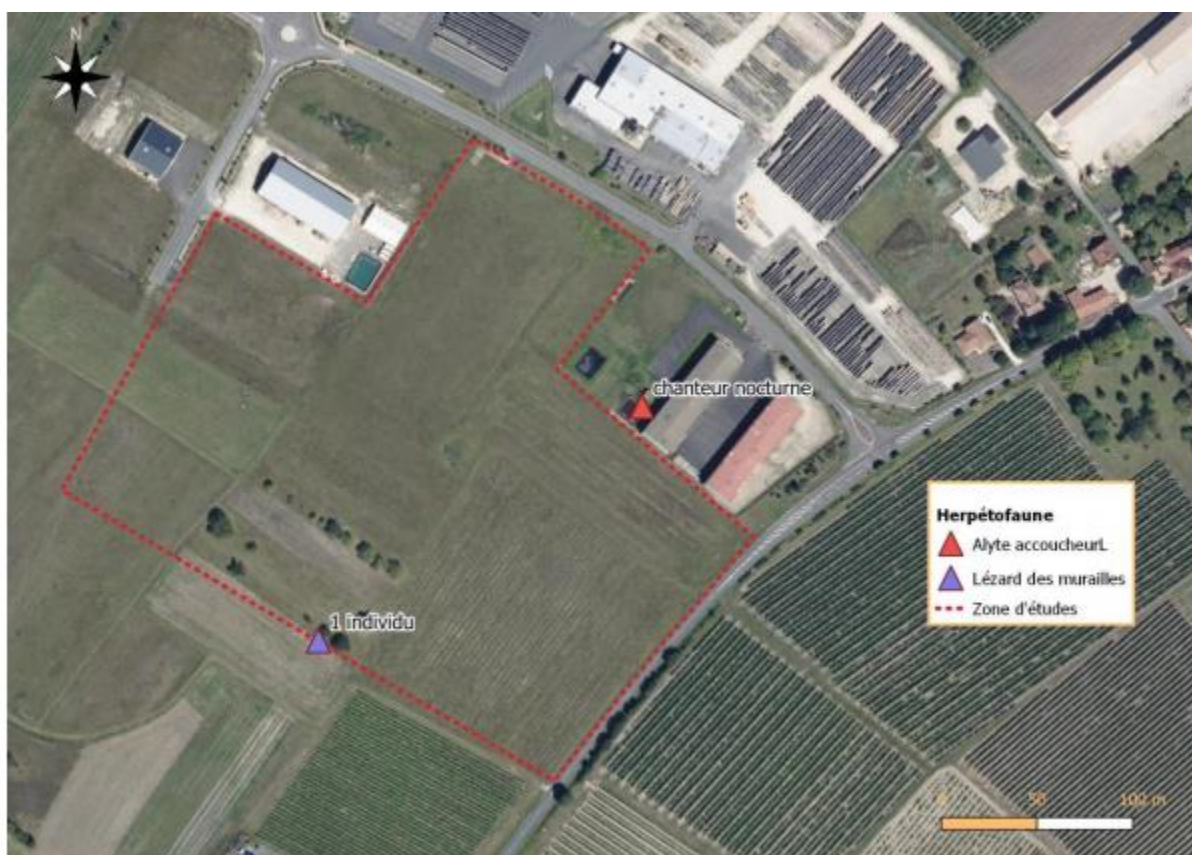 N
chanteur nocturne
Herpétofaune
Alyte accoucheurL
Lézard des murailles
Zone d'études
1 individu
0 50 100 m